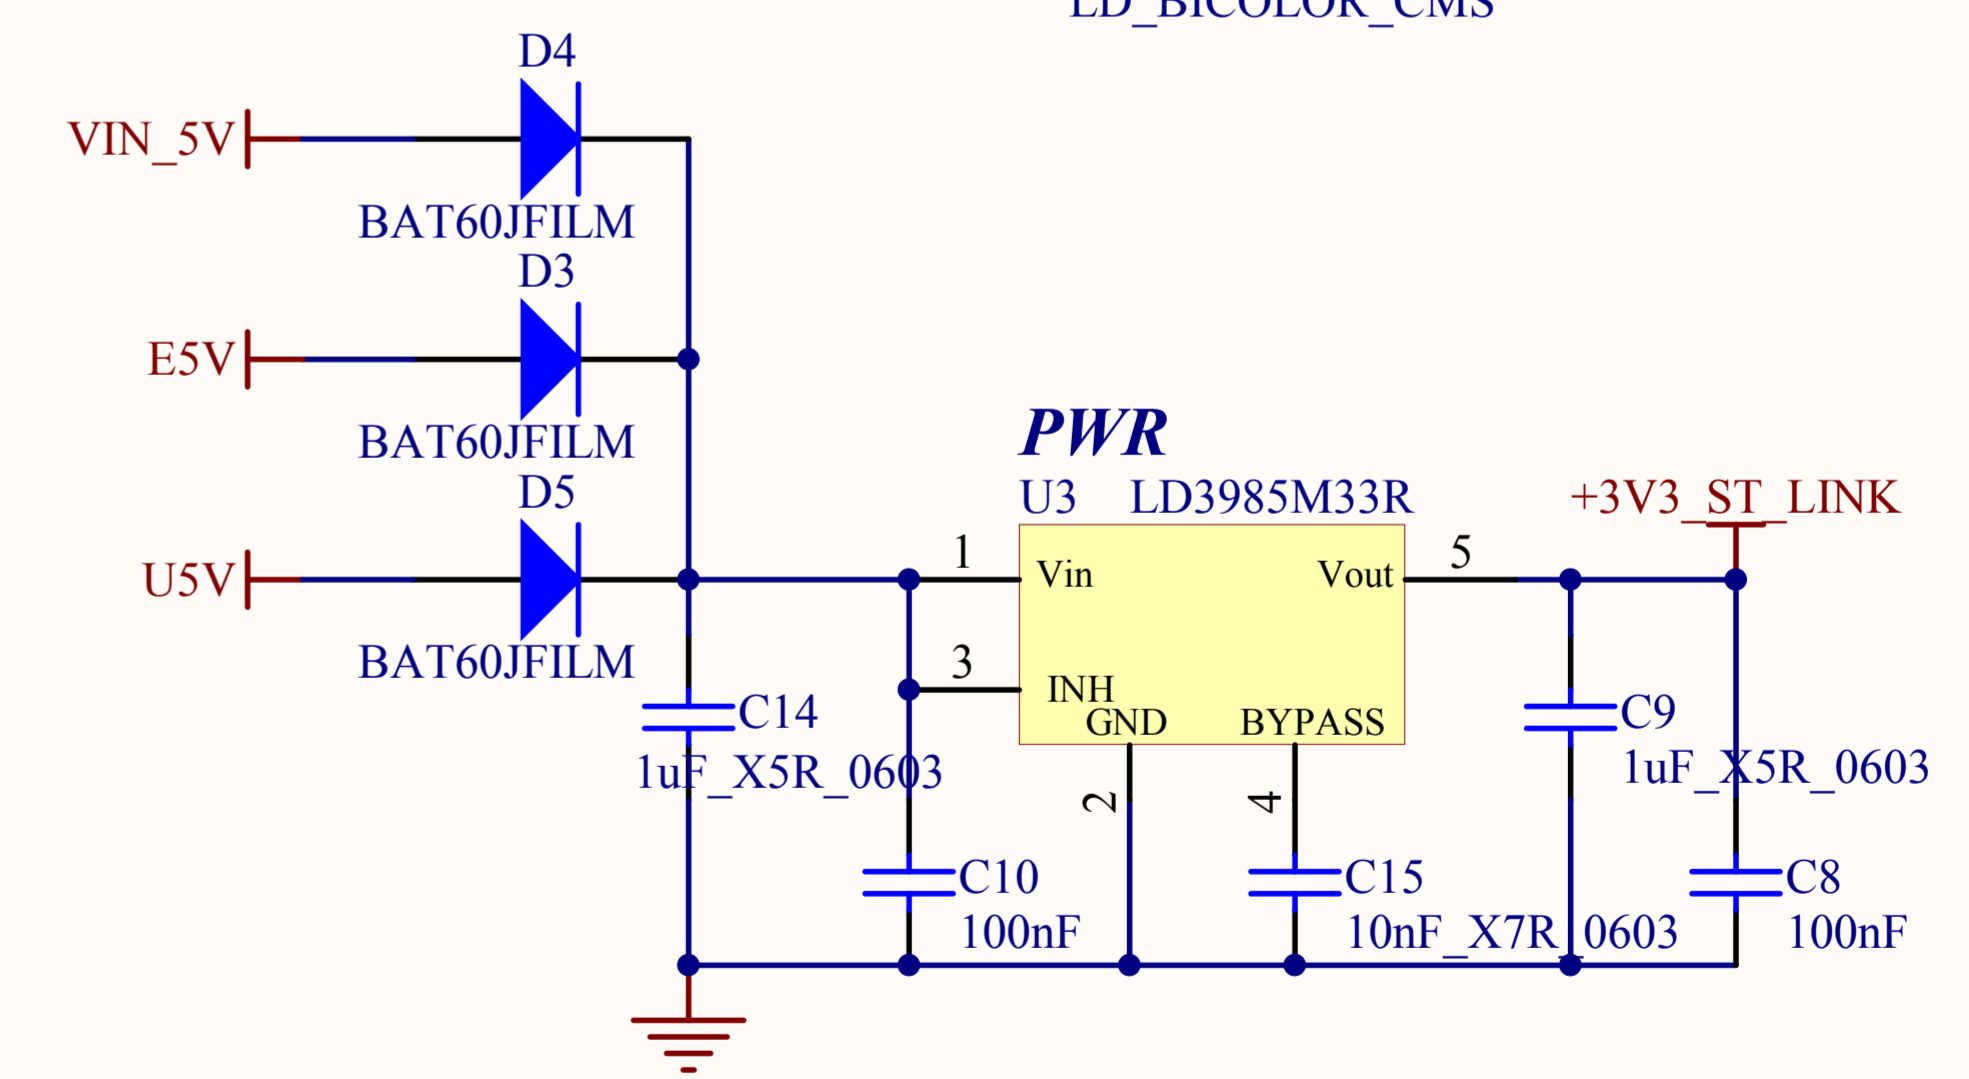 LD_BICOLOR_CMS
D4
VIN_5V
BAT60JFILM
D3
E5V
BAT60JFILM
D5
U5V
BAT60JFILM
PWR
U3 LD3985M33R
+3V3_ST_LINK
1
Vin
Vout
5
3
INH
GND
BYPASS
2
4
C14
1uF_X5R_0603
C9
1uF_X5R_0603
C10
100nF
C15
10nF_X7R_0603
C8
100nF